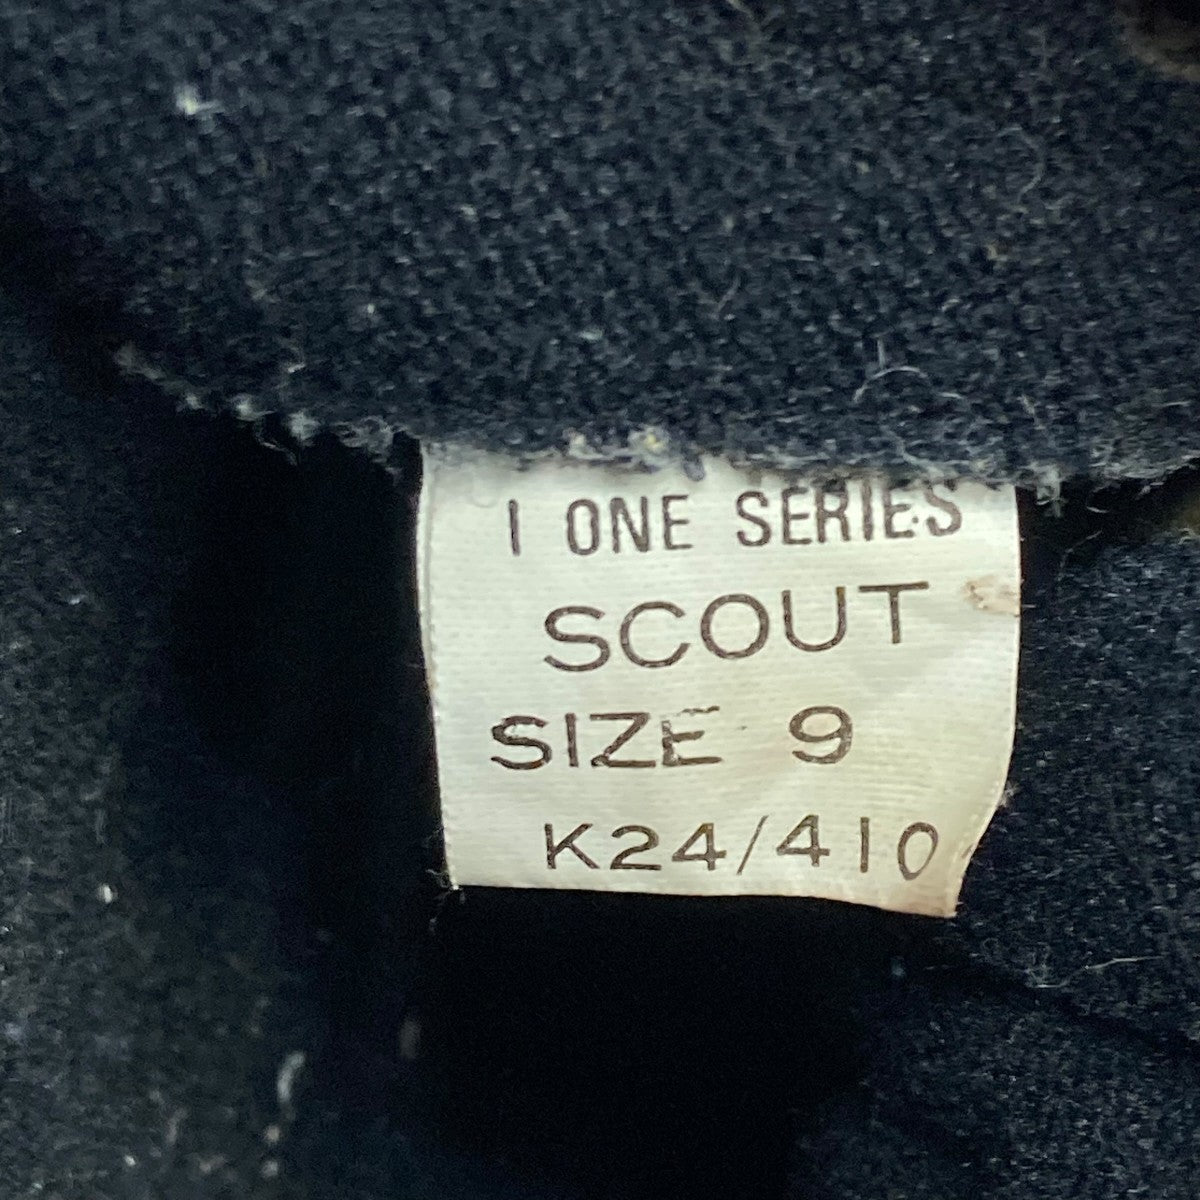 I ONE SERIES
SCOUT
SIZE 9
K24/410